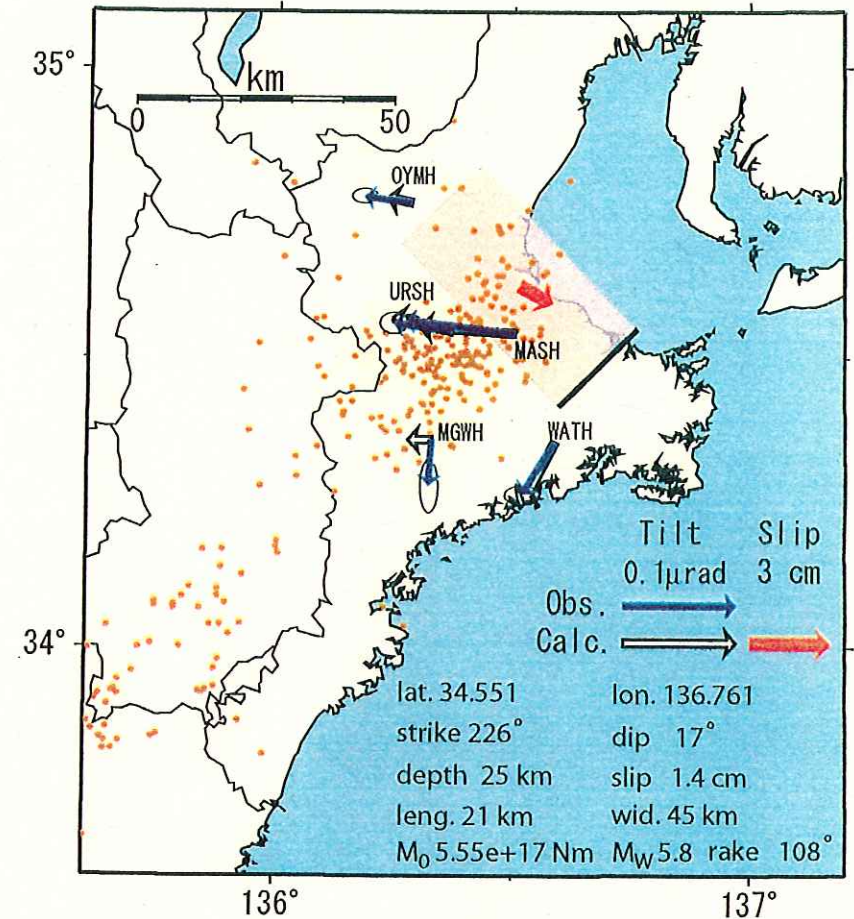 35°
km
0 50
OYMH
URSH
MASH
MGWH WATH
Tilt Slip
0.1μrad 3 cm
Obs.
34° Calc.
lat. 34.551 lon. 136.761
strike 226° dip 17°
depth 25 km slip 1.4 cm
leng. 21 km wid. 45 km
M₀ 5.55e+17 Nm Mw 5.8 rake 108°
136° 137°